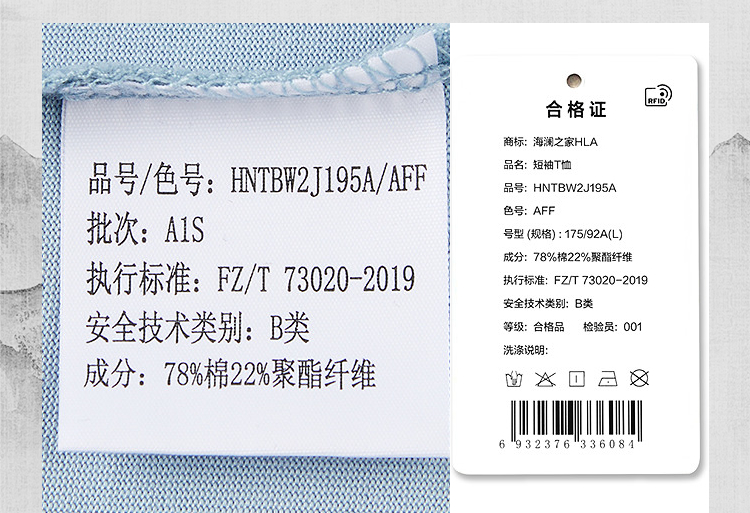 品号/色号: HNTBW2J195A/AFF
批次: A1S
执行标准: FZ/T 73020-2019
安全技术类别: B类
成分: 78%棉22%聚酯纤维
RFID
合格证
商标: 海澜之家HLA
品名: 短袖T恤
品号: HNTBW2J195A
色号: AFF
号型 (规格) : 175/92A(L)
成分: 78%棉22%聚酯纤维
执行标准: FZ/T 73020-2019
安全技术类别: B类
等级: 合格品 检验员: 001
洗涤说明:
6 932376 336084